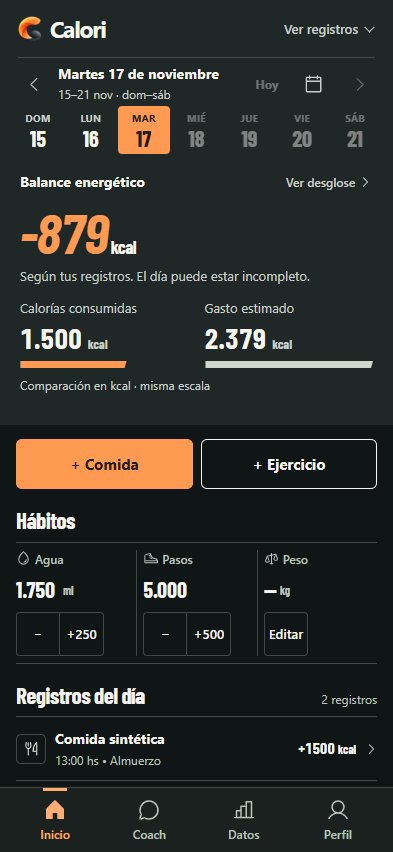 Calori
Ver registros
Martes 17 de noviembre
15–21 nov · dom–sáb
Hoy
DOM LUN MAR MIÉ JUE VIE SÁB
15 16 17 18 19 20 21
Balance energético
Ver desglose
-879 kcal
Según tus registros. El día puede estar incompleto.
Calorías consumidas Gasto estimado
1.500 kcal 2.379 kcal
Comparación en kcal · misma escala
+ Comida + Ejercicio
Hábitos
Agua Pasos Peso
1.750 ml 5.000 — kg
− +250 − +500 Editar
Registros del día
2 registros
Comida sintética
+1500 kcal
13:00 hs • Almuerzo
Inicio Coach Datos Perfil